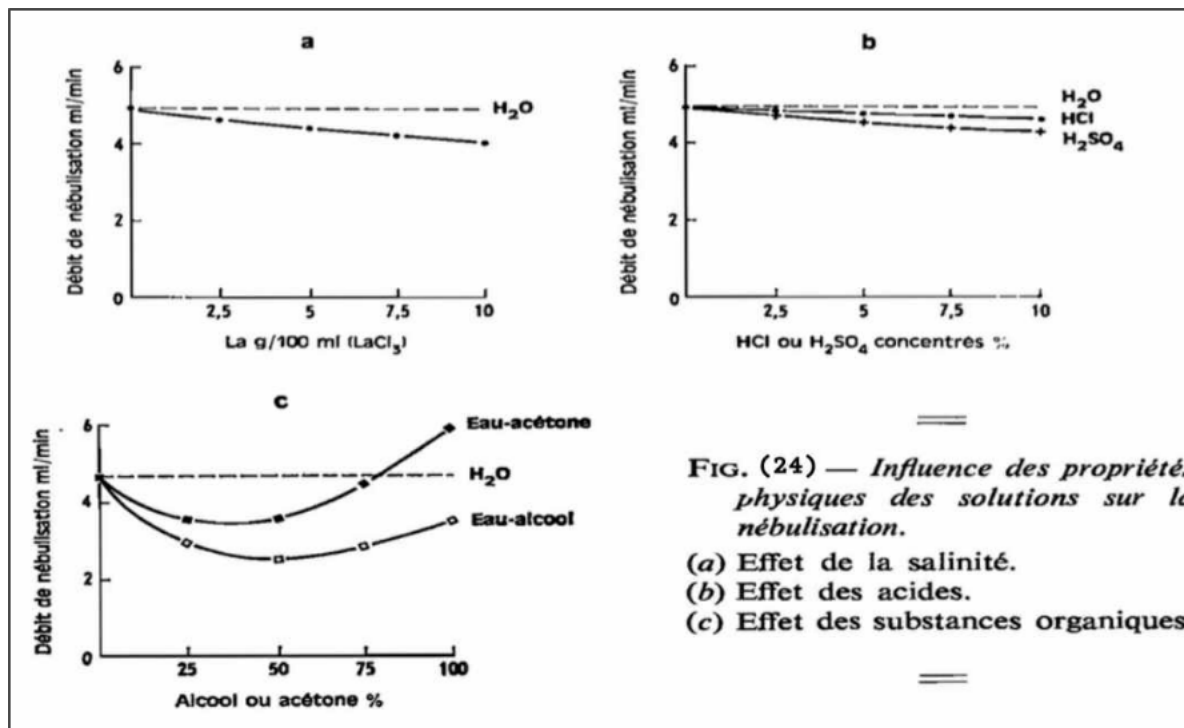 a
Débit de nébulisation ml/min
6
4
2
0
H₂O
2,5 5 7,5 10
La g/100 ml (LaCl₃)
b
Débit de nébulisation ml/min
6
4
2
0
H₂O
HCl
H₂SO₄
2,5 5 7,5 10
HCl ou H₂SO₄ concentrés %
c
Débit de nébulisation ml/min
6
4
2
0
Eau-acétone
H₂O
Eau-alcool
25 50 75 100
Alcool ou acétone %
FIG. (24) — Influence des propriété
physiques des solutions sur l
nébulisation.
(a) Effet de la salinité.
(b) Effet des acides.
(c) Effet des substances organiques